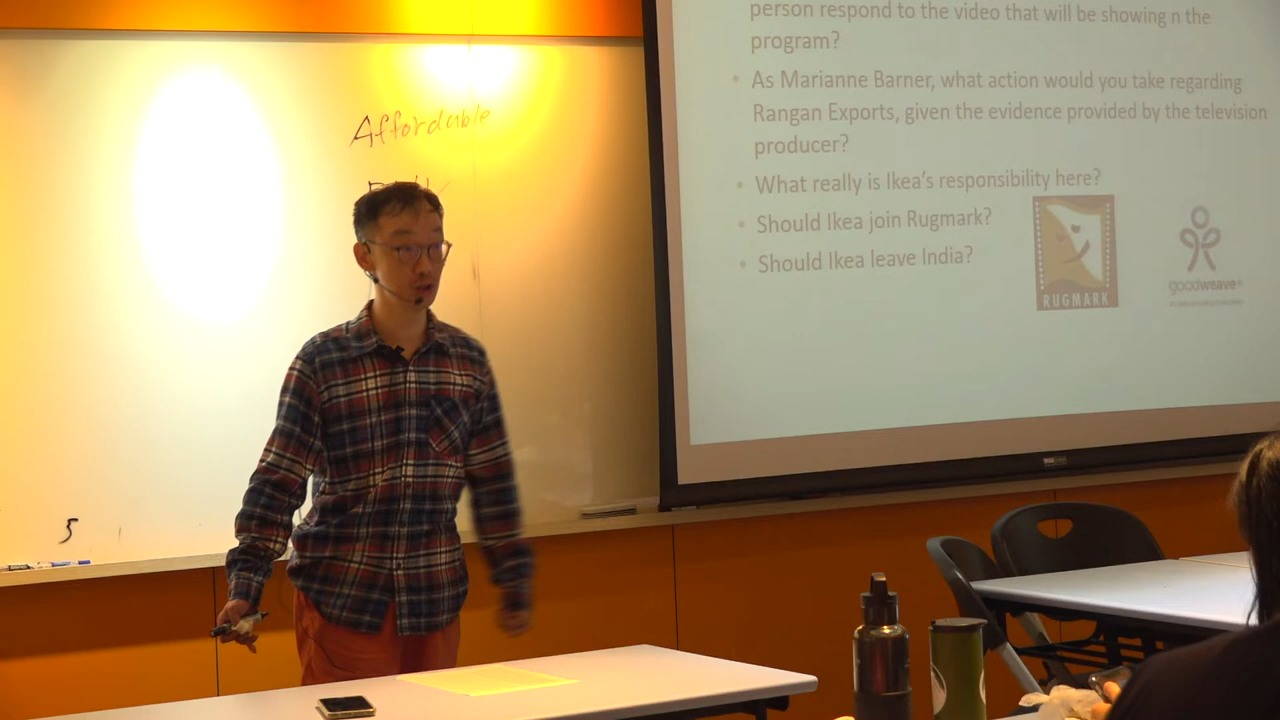 Affordable
5
person respond to the video that will be showing n the
program?
• As Marianne Barner, what action would you take regarding
Rangan Exports, given the evidence provided by the television
producer?
• What really is Ikea's responsibility here?
• Should Ikea join Rugmark?
• Should Ikea leave India?
RUGMARK
goodweave®